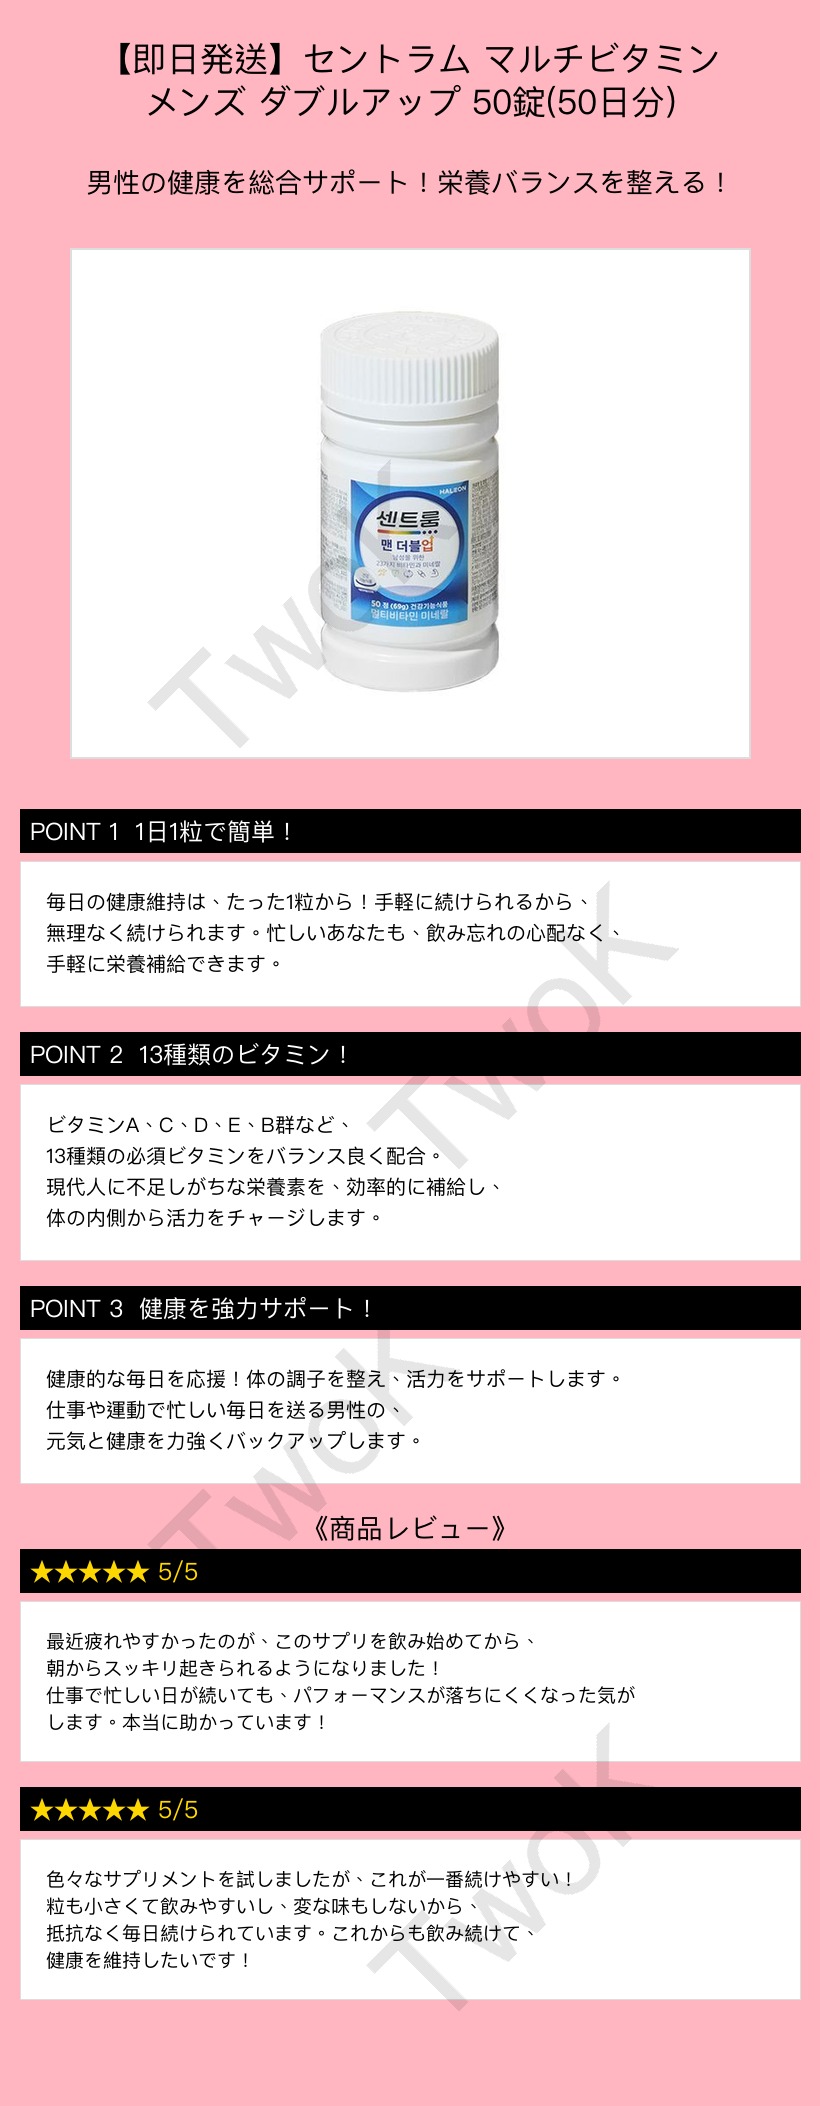 【即日発送】セントラム マルチビタミン
メンズ ダブルアップ 50錠(50日分)
男性の健康を総合サポート！栄養バランスを整える！
HALEON
센트룸
맨 더블업
남성을 위한
23가지 비타민과 미네랄
50 정 (69g) 건강기능식품
멀티비타민 미네랄
TwoK
POINT 1 1日1粒で簡単！
毎日の健康維持は、たった1粒から！手軽に続けられるから、
無理なく続けられます。忙しいあなたも、飲み忘れの心配なく、
手軽に栄養補給できます。
TwoK
POINT 2 13種類のビタミン！
ビタミンA、C、D、E、B群など、
13種類の必須ビタミンをバランス良く配合。
現代人に不足しがちな栄養素を、効率的に補給し、
体の内側から活力をチャージします。
POINT 3 健康を強力サポート！
健康的な毎日を応援！体の調子を整え、活力をサポートします。
仕事や運動で忙しい毎日を送る男性の、
元気と健康を力強くバックアップします。
TwoK
《商品レビュー》
★★★★★ 5/5
最近疲れやすかったのが、このサプリを飲み始めてから、
朝からスッキリ起きられるようになりました！
仕事で忙しい日が続いても、パフォーマンスが落ちにくくなった気が
します。本当に助かっています！
★★★★★ 5/5
色々なサプリメントを試しましたが、これが一番続けやすい！
粒も小さくて飲みやすいし、変な味もしないから、
抵抗なく毎日続けられています。これからも飲み続けて、
健康を維持したいです！
TwoK